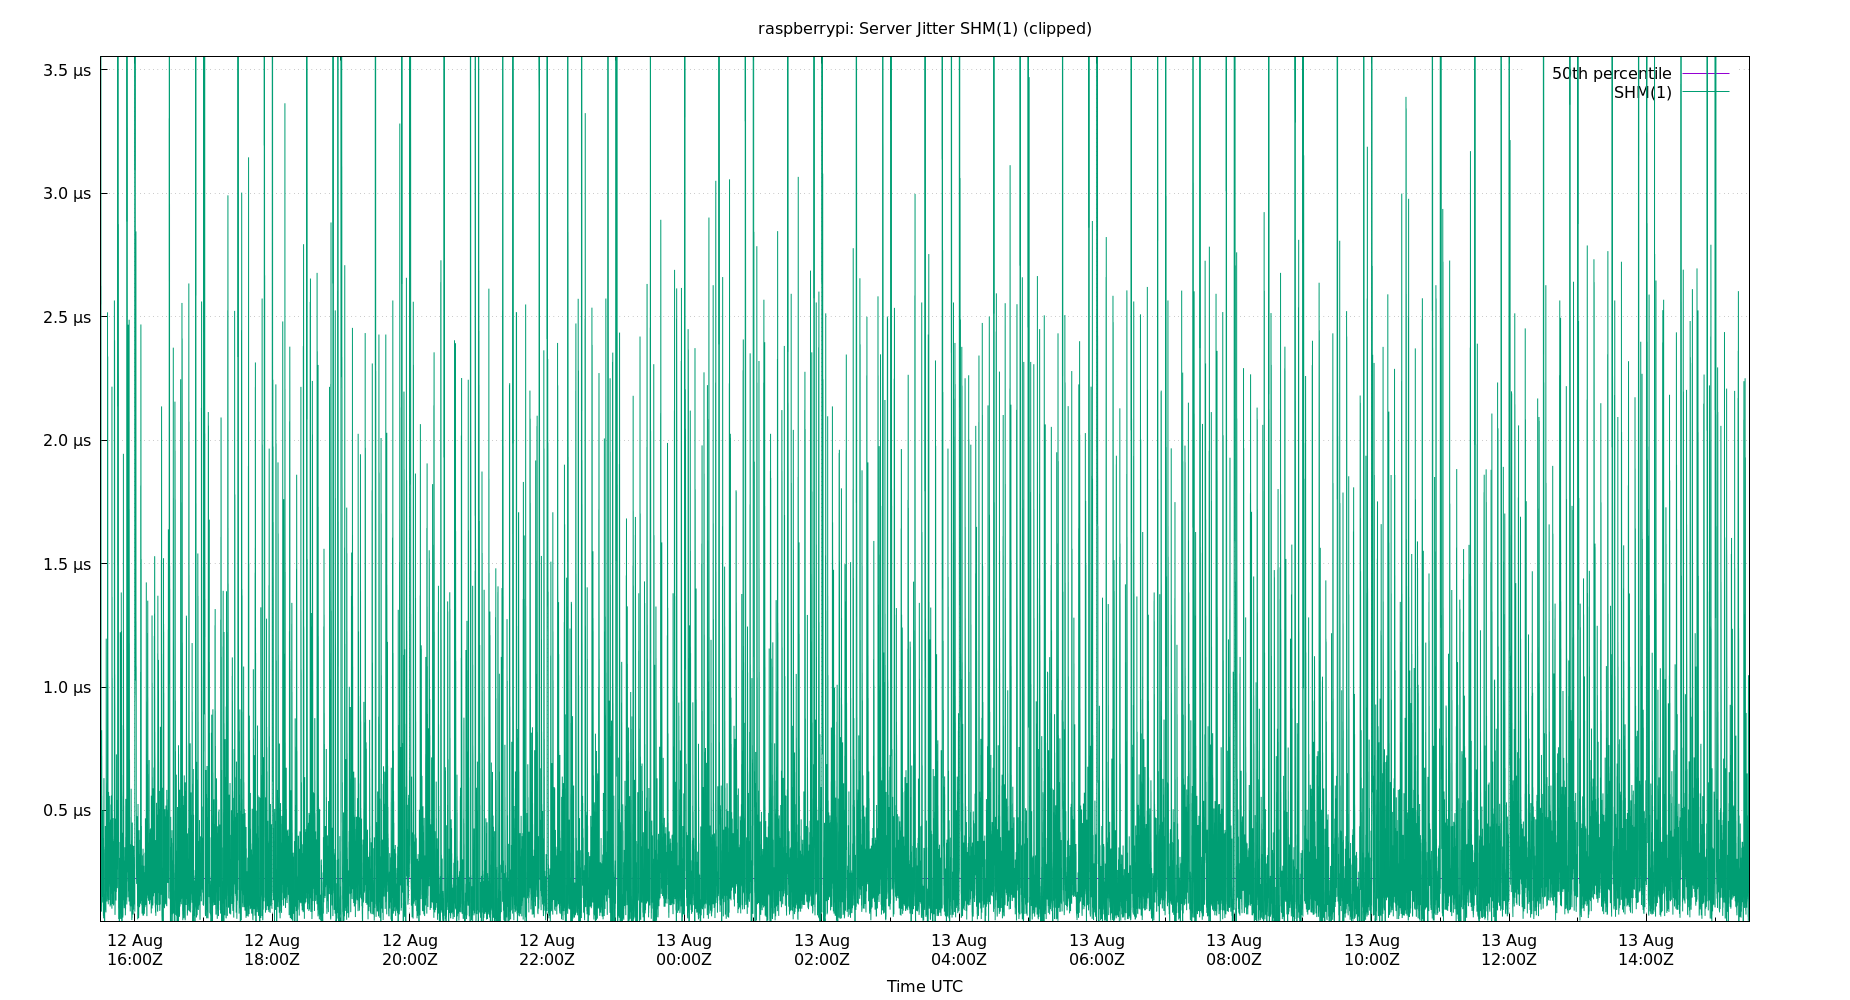 raspberrypi: Server Jitter SHM(1) (clipped)
3.5 µs
50th percentile
SHM(1)
3.0 µs
2.5 µs
2.0 µs
1.5 µs
1.0 µs
0.5 µs
12 Aug 12 Aug 12 Aug 12 Aug 13 Aug 13 Aug 13 Aug 13 Aug 13 Aug 13 Aug 13 Aug 13 Aug
16:00Z 18:00Z 20:00Z 22:00Z 00:00Z 02:00Z 04:00Z 06:00Z 08:00Z 10:00Z 12:00Z 14:00Z
Time UTC